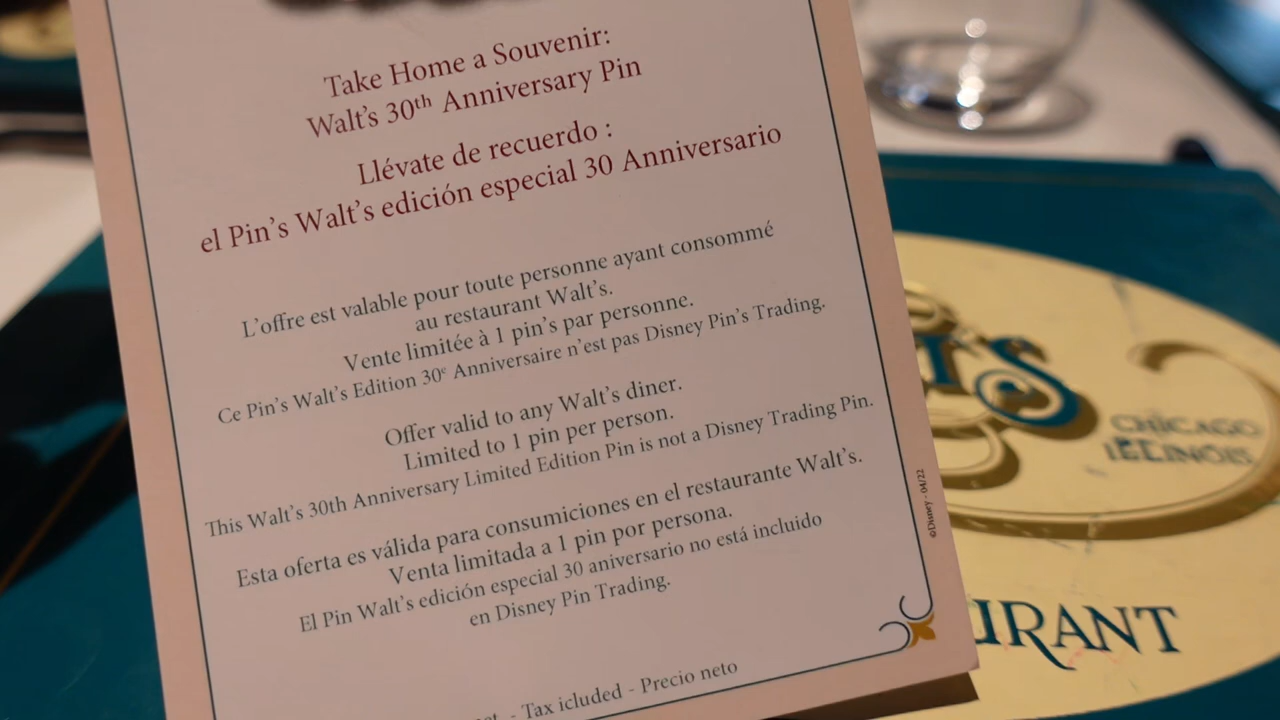 Take Home a Souvenir:
Walt's 30th Anniversary Pin
Llévate de recuerdo :
el Pin's Walt's edición especial 30 Anniversario
L'offre est valable pour toute personne ayant consommé
au restaurant Walt's.
Vente limitée à 1 pin's par personne.
Ce Pin's Walt's Edition 30e Anniversaire n'est pas Disney Pin's Trading.
Offer valid to any Walt's diner.
Limited to 1 pin per person.
This Walt's 30th Anniversary Limited Edition Pin is not a Disney Trading Pin.
Esta oferta es válida para consumiciones en el restaurante Walt's.
Venta limitada a 1 pin por persona.
El Pin Walt's edición especial 30 aniversario no está incluido
en Disney Pin Trading.
- Tax icluded - Precio neto
©Disney - 04/22
CHICAGO
ILLINOIS